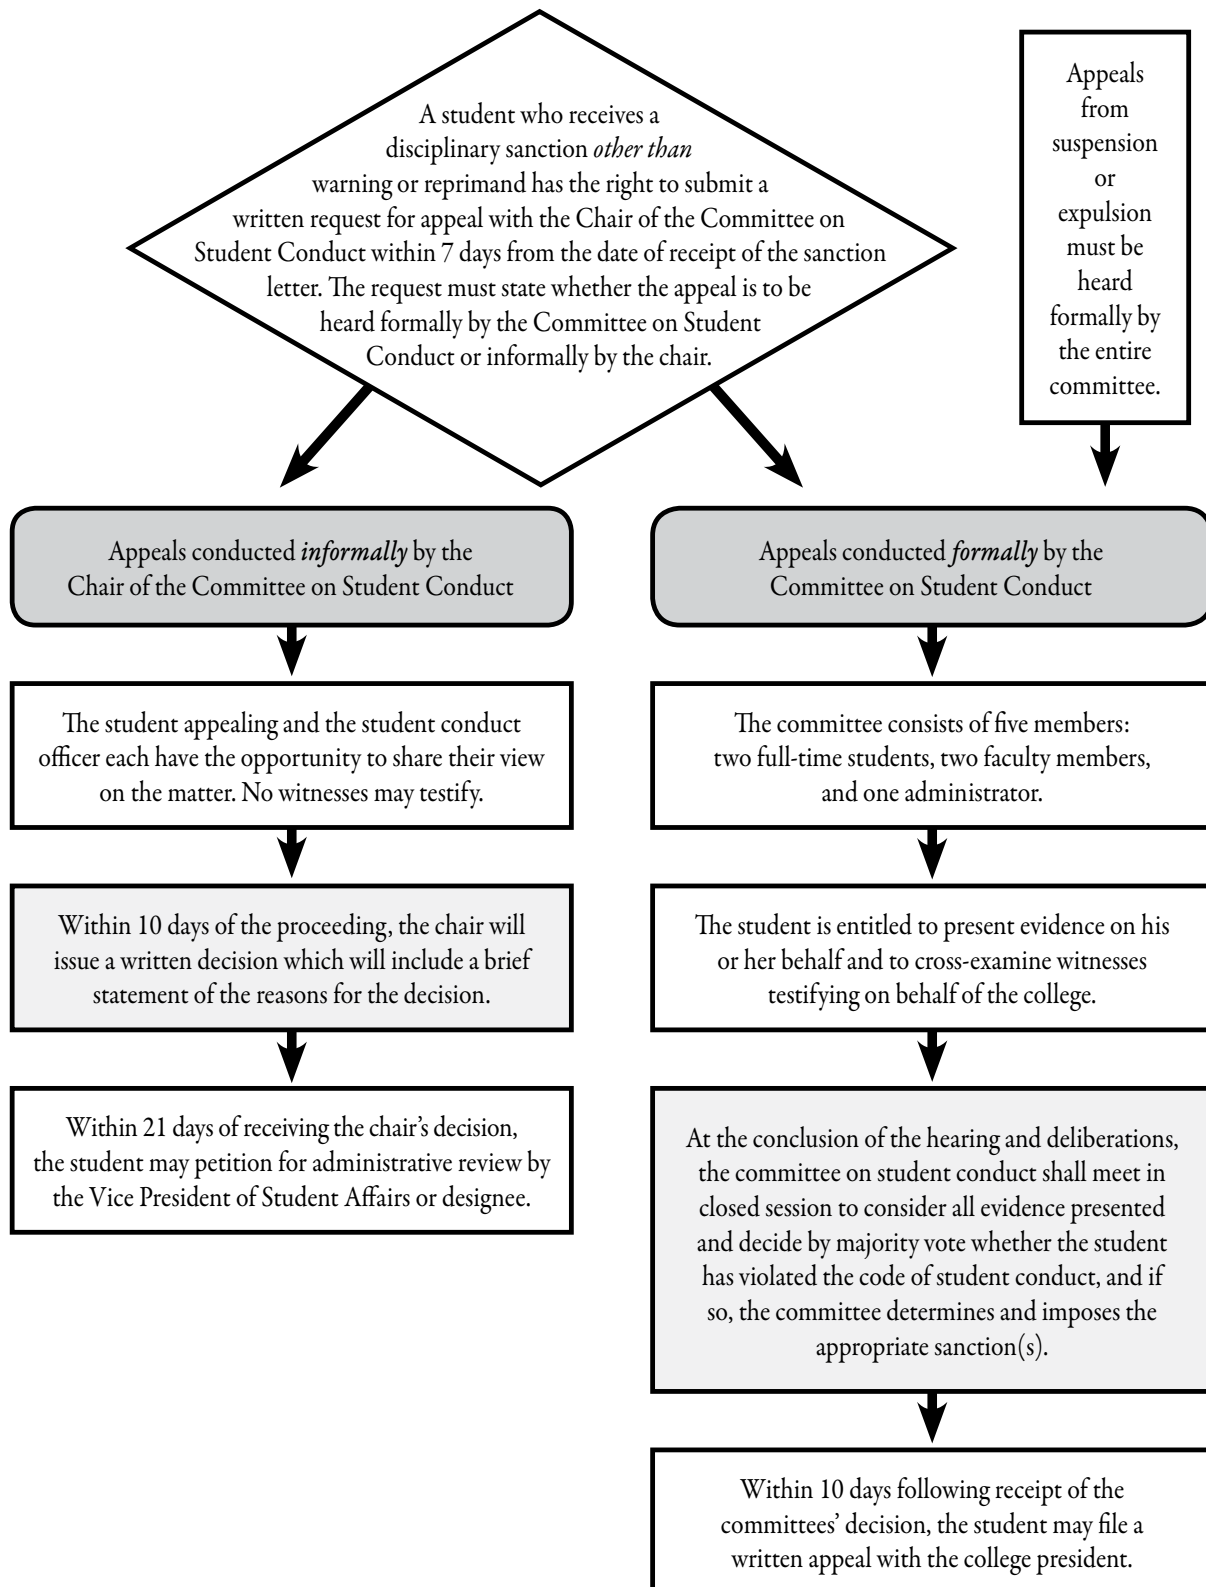 A student who receives a
disciplinary sanction other than
warning or reprimand has the right to submit a
written request for appeal with the Chair of the Committee on
Student Conduct within 7 days from the date of receipt of the sanction
letter. The request must state whether the appeal is to be
heard formally by the Committee on Student
Conduct or informally by the chair.
Appeals
from
suspension
or
expulsion
must be
heard
formally by
the entire
committee.
Appeals conducted informally by the
Chair of the Committee on Student Conduct
The student appealing and the student conduct
officer each have the opportunity to share their view
on the matter. No witnesses may testify.
Within 10 days of the proceeding, the chair will
issue a written decision which will include a brief
statement of the reasons for the decision.
Within 21 days of receiving the chair’s decision,
the student may petition for administrative review by
the Vice President of Student Affairs or designee.
Appeals conducted formally by the
Committee on Student Conduct
The committee consists of five members:
two full-time students, two faculty members,
and one administrator.
The student is entitled to present evidence on his
or her behalf and to cross-examine witnesses
testifying on behalf of the college.
At the conclusion of the hearing and deliberations,
the committee on student conduct shall meet in
closed session to consider all evidence presented
and decide by majority vote whether the student
has violated the code of student conduct, and if
so, the committee determines and imposes the
appropriate sanction(s).
Within 10 days following receipt of the
committees’ decision, the student may file a
written appeal with the college president.